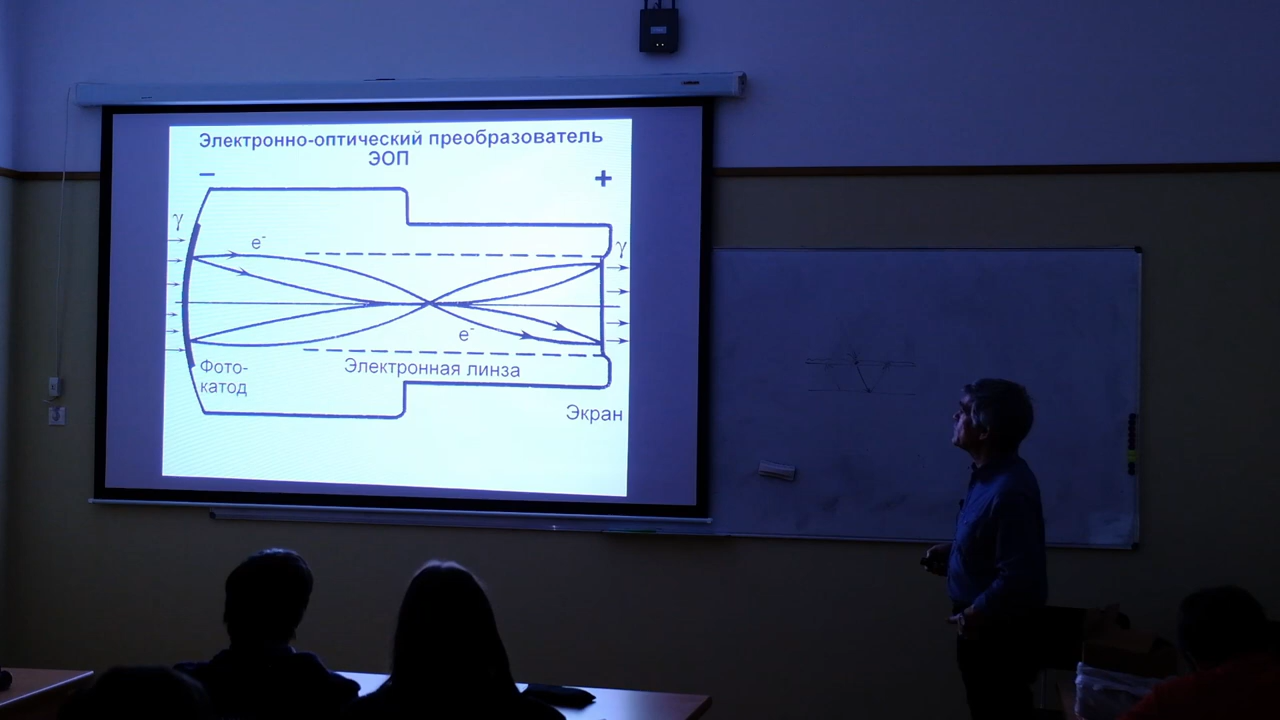 Электронно-оптический преобразователь
ЭОП
− +
γ
e⁻
γ
e⁻
Фото-
катод
Электронная линза
Экран